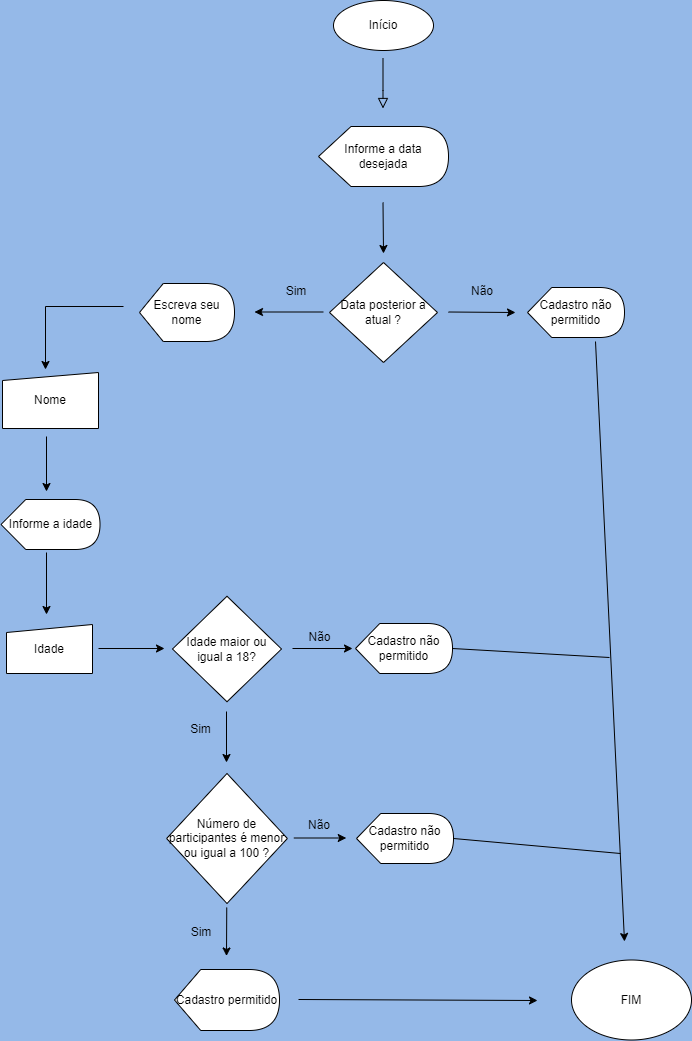 Início
Informe a data
desejada
Data posterior a
atual ?
Sim
Não
Escreva seu
nome
Cadastro não
permitido
Nome
Informe a idade
Idade
Idade maior ou
igual a 18?
Não
Cadastro não
permitido
Sim
Número de
participantes é menor
ou igual a 100 ?
Não
Cadastro não
permitido
Sim
Cadastro permitido
FIM